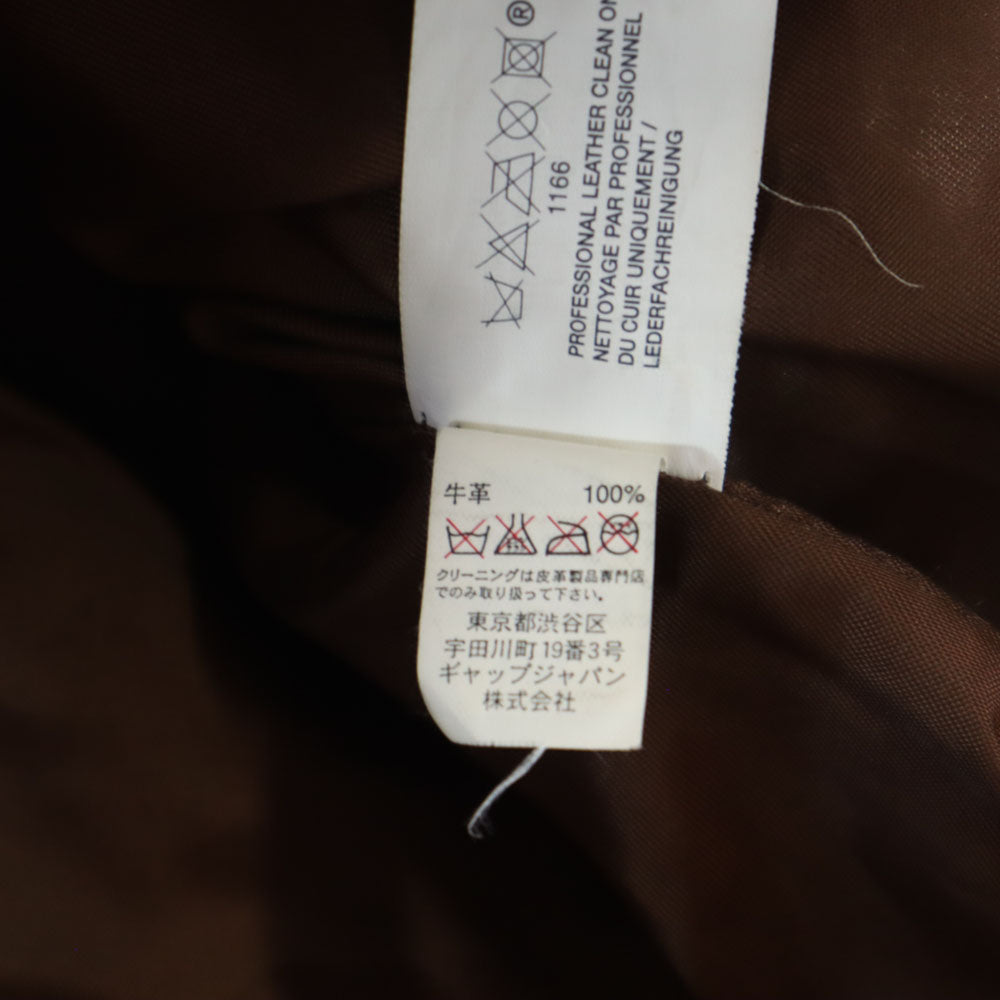 ®
1166
PROFESSIONAL LEATHER CLEAN
NETTOYAGE PAR PROFESSIONNEL
DU CUIR UNIQUEMENT /
LEDERFACHREINIGUNG
牛革 100%
クリーニングは皮革製品専門店
でのみ取り扱って下さい。
東京都渋谷区
宇田川町19番3号
ギャップジャパン
株式会社